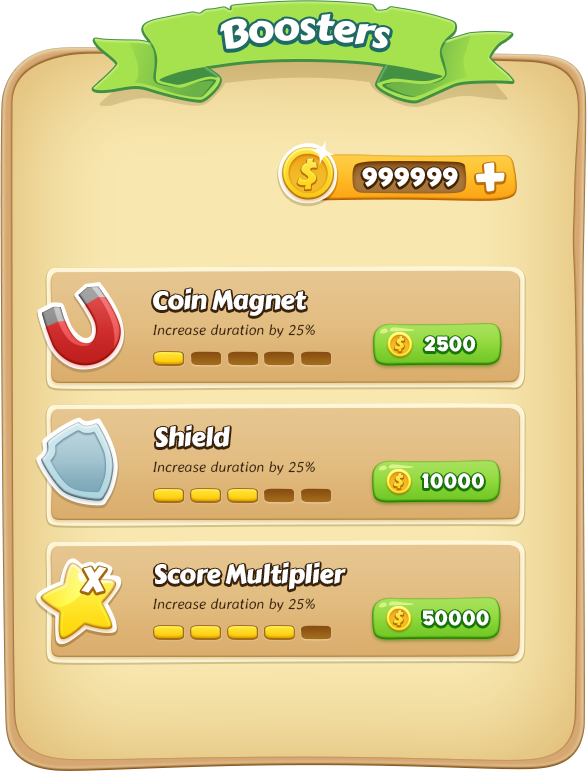 Boosters
$ 999999 +
Coin Magnet
Increase duration by 25%
$ 2500
Shield
Increase duration by 25%
$ 10000
X
Score Multiplier
Increase duration by 25%
$ 50000